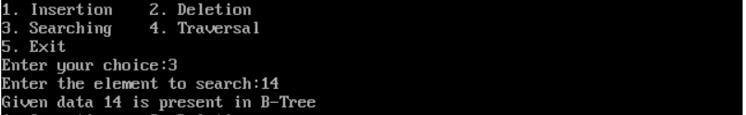 1. Insertion    2. Deletion
3. Searching    4. Traversal
5. Exit
Enter your choice:3
Enter the element to search:14
Given data 14 is present in B-Tree